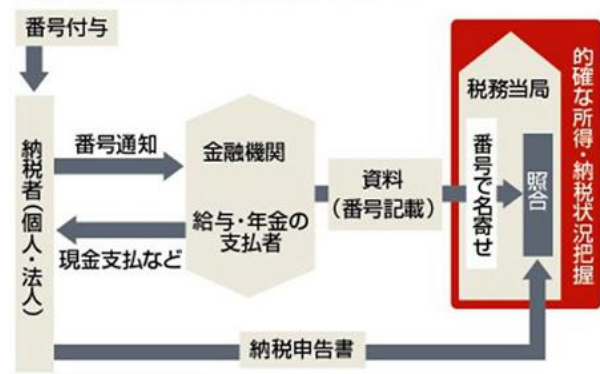 番号付与
納税者(個人・法人)
番号通知
現金支払など
金融機関
給与・年金の
支払者
資料
(番号記載)
税務当局
番号で名寄せ
照合
的確な所得・納税状況把握
納税申告書